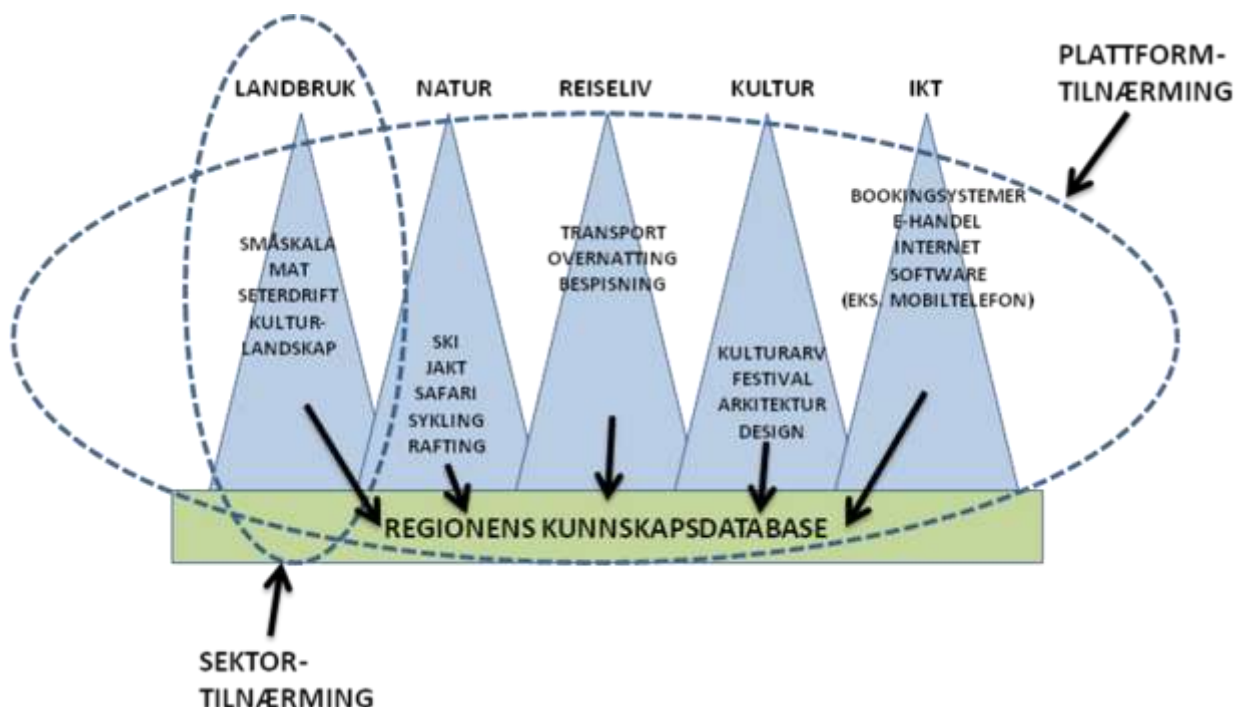 PLATTFORM-
TILNÆRMING
LANDBRUK
NATUR
REISELIV
KULTUR
IKT
SMÅSKALA
MAT
SETERDRIFT
KULTUR-
LANDSKAP
SKI
JAKT
SAFARI
SYKLING
RAFTING
TRANSPORT
OVERNATTING
BESPISNING
KULTURARV
FESTIVAL
ARKITEKTUR
DESIGN
BOOKINGSYSTEMER
E-HANDEL
INTERNET
SOFTWARE
(EKS. MOBILTELEFON)
REGIONENS KUNNSKAPSDATABASE
SEKTOR-
TILNÆRMING